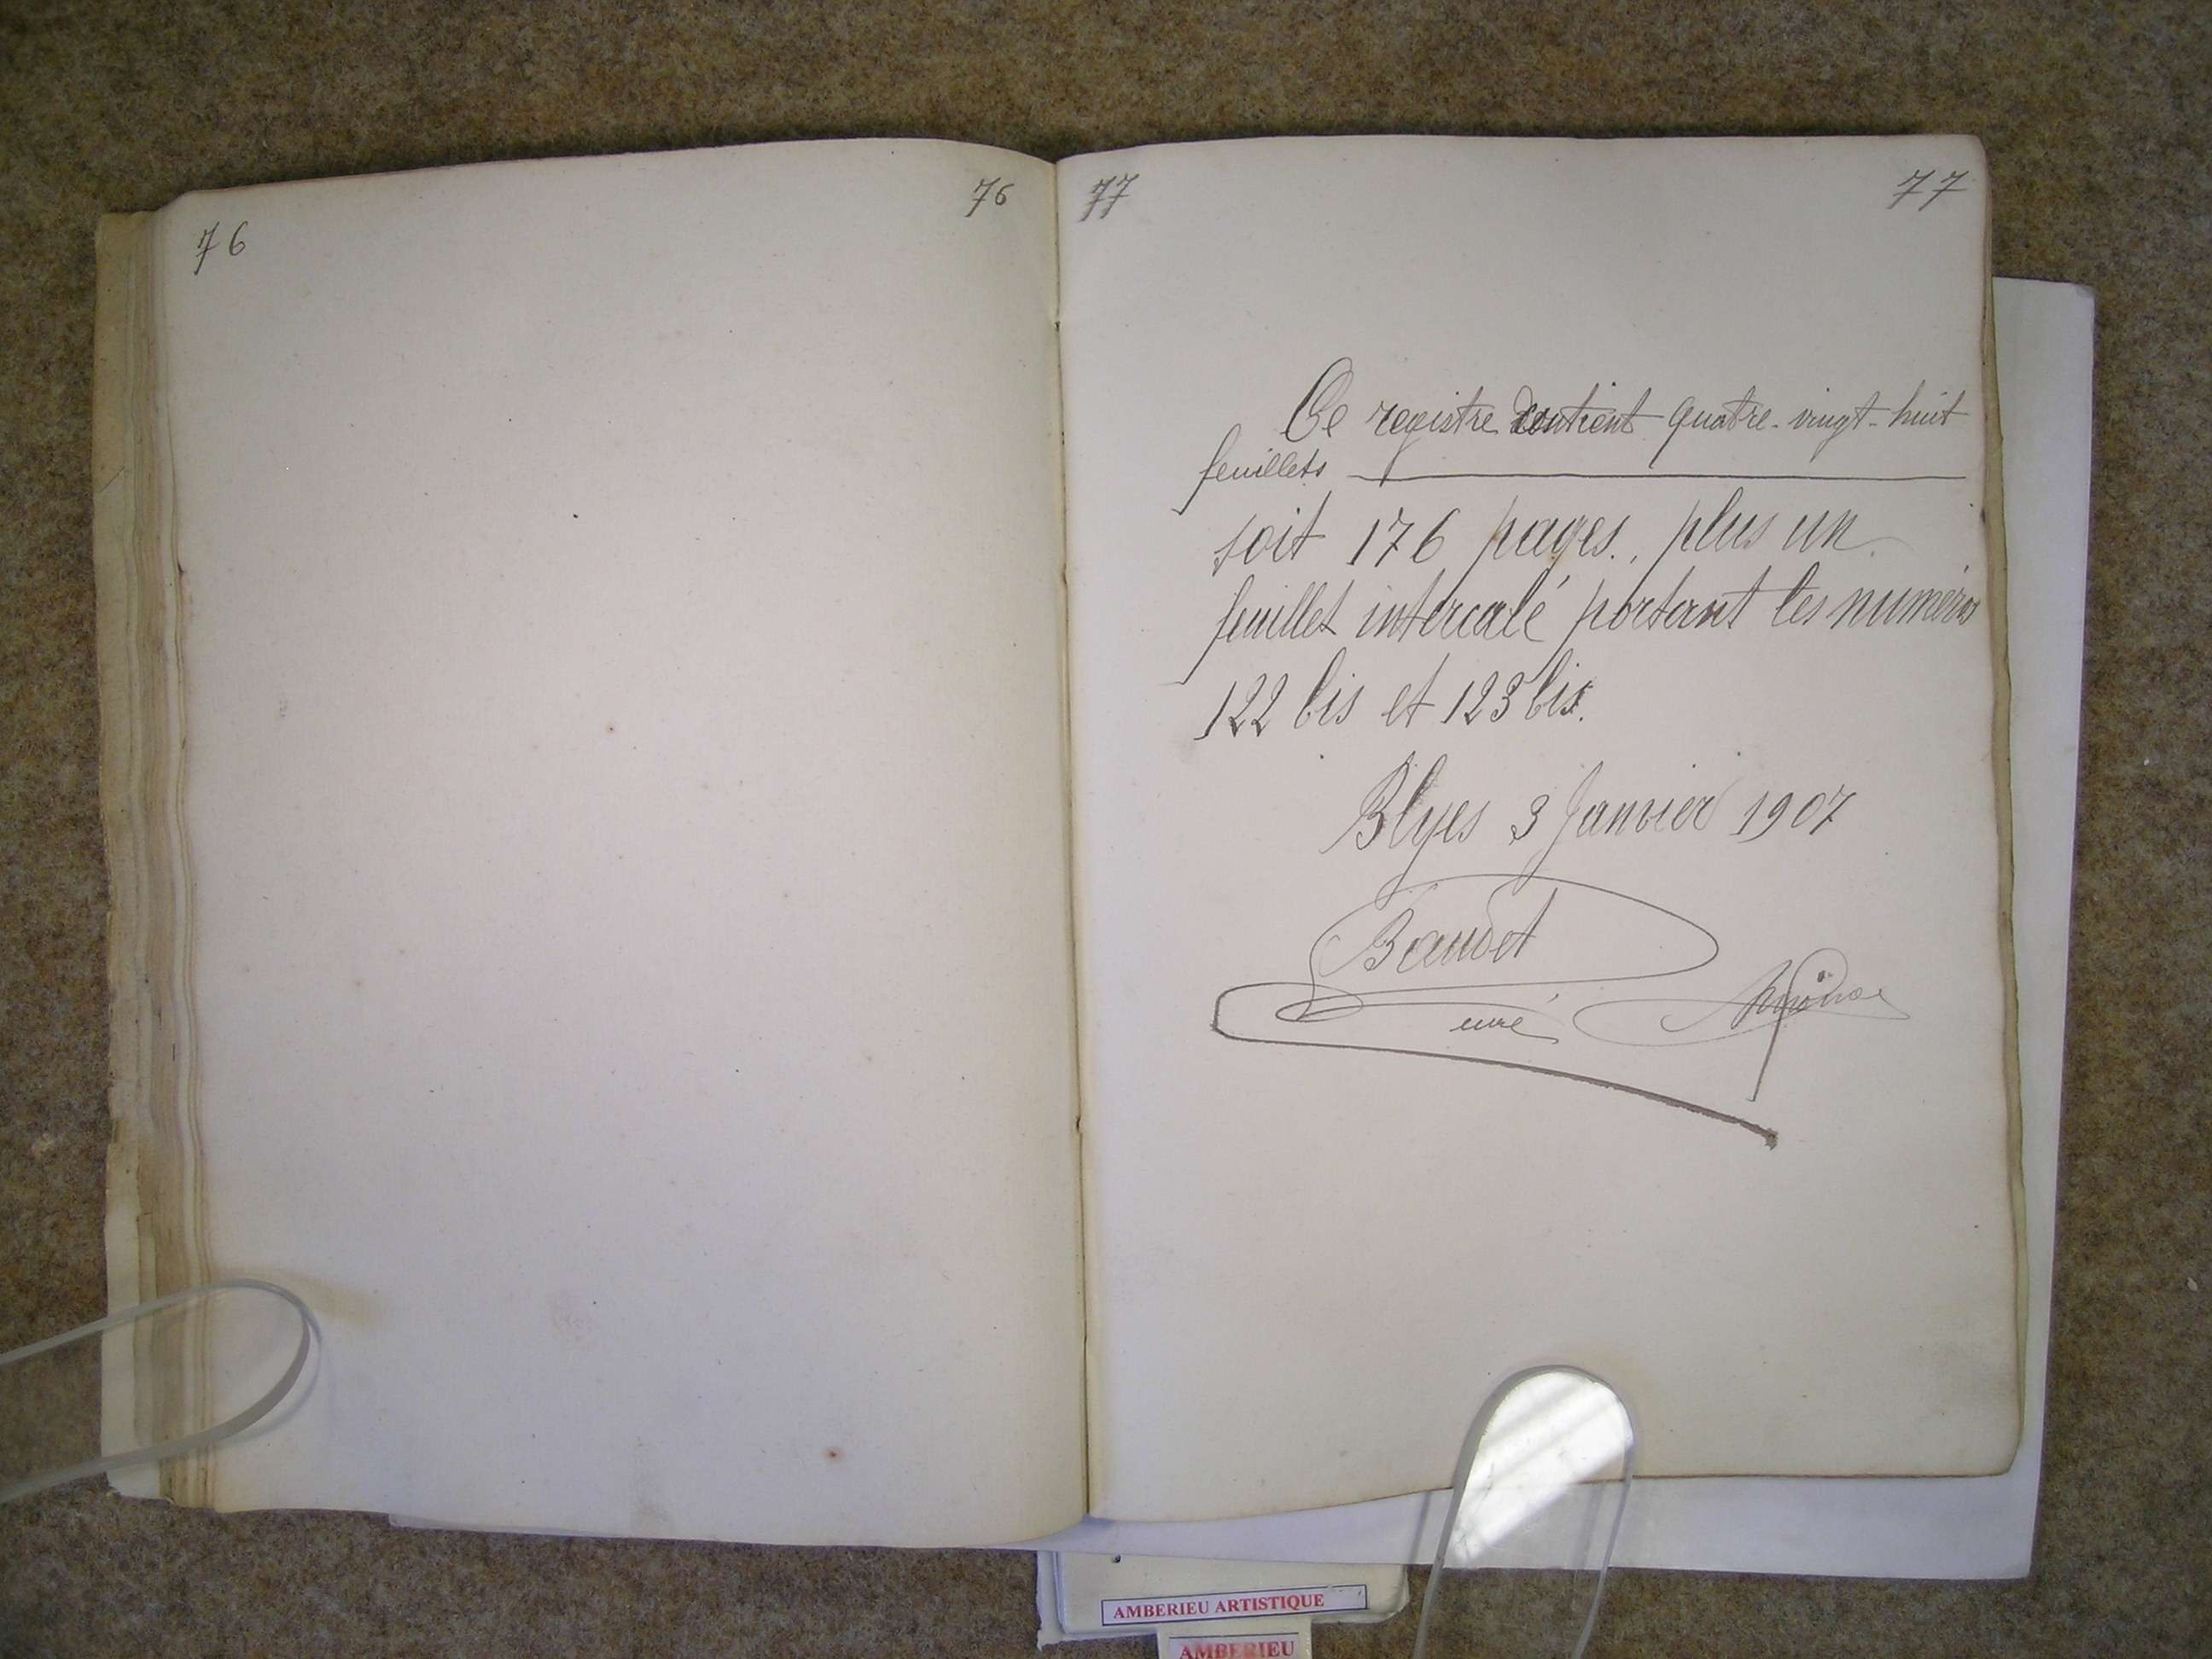 76
76
77
77
Ce registre contient quatre-vingt-huit
feuillets
soit 176 pages, plus un
feuillet intercalé portant les numéros
122 bis et 123 bis.
Blyes 3 Janvier 1907
Baudet
curé
AMBERIEU ARTISTIQUE
AMBERIEU